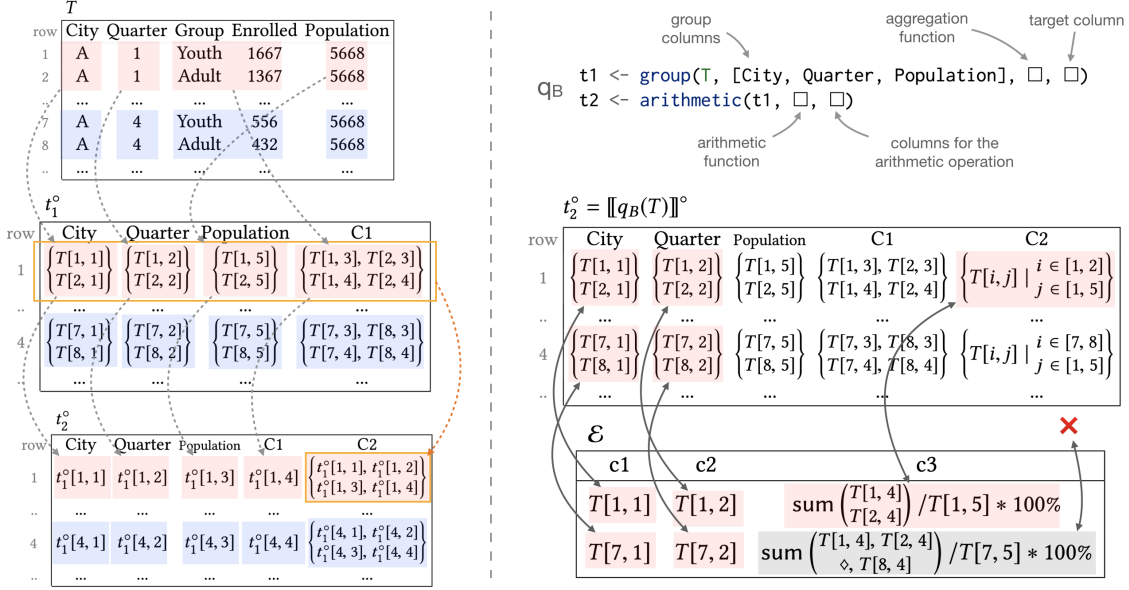 T
row City Quarter Group Enrolled Population
1 A 1 Youth 1667 5668
2 A 1 Adult 1367 5668
.. ... ... ... ...
7 A 4 Youth 556 5668
8 A 4 Adult 432 5668
.. ... ... ... ...
t₁°
row City Quarter Population C1
1 {T[1, 1] T[2, 1]} {T[1, 2] T[2, 2]} {T[1, 5] T[2, 5]} {T[1, 3], T[2, 3] T[1, 4], T[2, 4]}
.. ... ... ... ...
4 {T[7, 1] T[8, 1]} {T[7, 2] T[8, 2]} {T[7, 5] T[8, 5]} {T[7, 3], T[8, 3] T[7, 4], T[8, 4]}
.. ... ... ... ...
t₂°
row City Quarter Population C1 C2
1 t₁°[1, 1] t₁°[1, 2] t₁°[1, 3] t₁°[1, 4] {t₁°[1, 1], t₁°[1, 2] t₁°[1, 3], t₁°[1, 4]}
.. ... ... ... ... ...
4 t₁°[4, 1] t₁°[4, 2] t₁°[4, 3] t₁°[4, 4] {t₁°[4, 1], t₁°[4, 2] t₁°[4, 3], t₁°[4, 4]}
.. ... ... ... ... ...
group columns
aggregation function
target column
q_B
t1 <- group(T, [City, Quarter, Population], □, □)
t2 <- arithmetic(t1, □, □)
arithmetic function
columns for the arithmetic operation
t₂° = ⟦q_B(T)⟧°
row City Quarter Population C1 C2
1 {T[1, 1] T[2, 1]} {T[1, 2] T[2, 2]} {T[1, 5] T[2, 5]} {T[1, 3], T[2, 3] T[1, 4], T[2, 4]} {T[i, j] | i ∈ [1, 2] j ∈ [1, 5]}
.. ... ... ... ... ...
4 {T[7, 1] T[8, 1]} {T[7, 2] T[8, 2]} {T[7, 5] T[8, 5]} {T[7, 3], T[8, 3] T[7, 4], T[8, 4]} {T[i, j] | i ∈ [7, 8] j ∈ [1, 5]}
.. ... ... ... ... ...
ℰ
c1 c2 c3
T[1, 1] T[1, 2] sum (T[1, 4] T[2, 4]) /T[1, 5] * 100%
T[7, 1] T[7, 2] sum (T[1, 4], T[2, 4] ⋄, T[8, 4]) /T[7, 5] * 100%